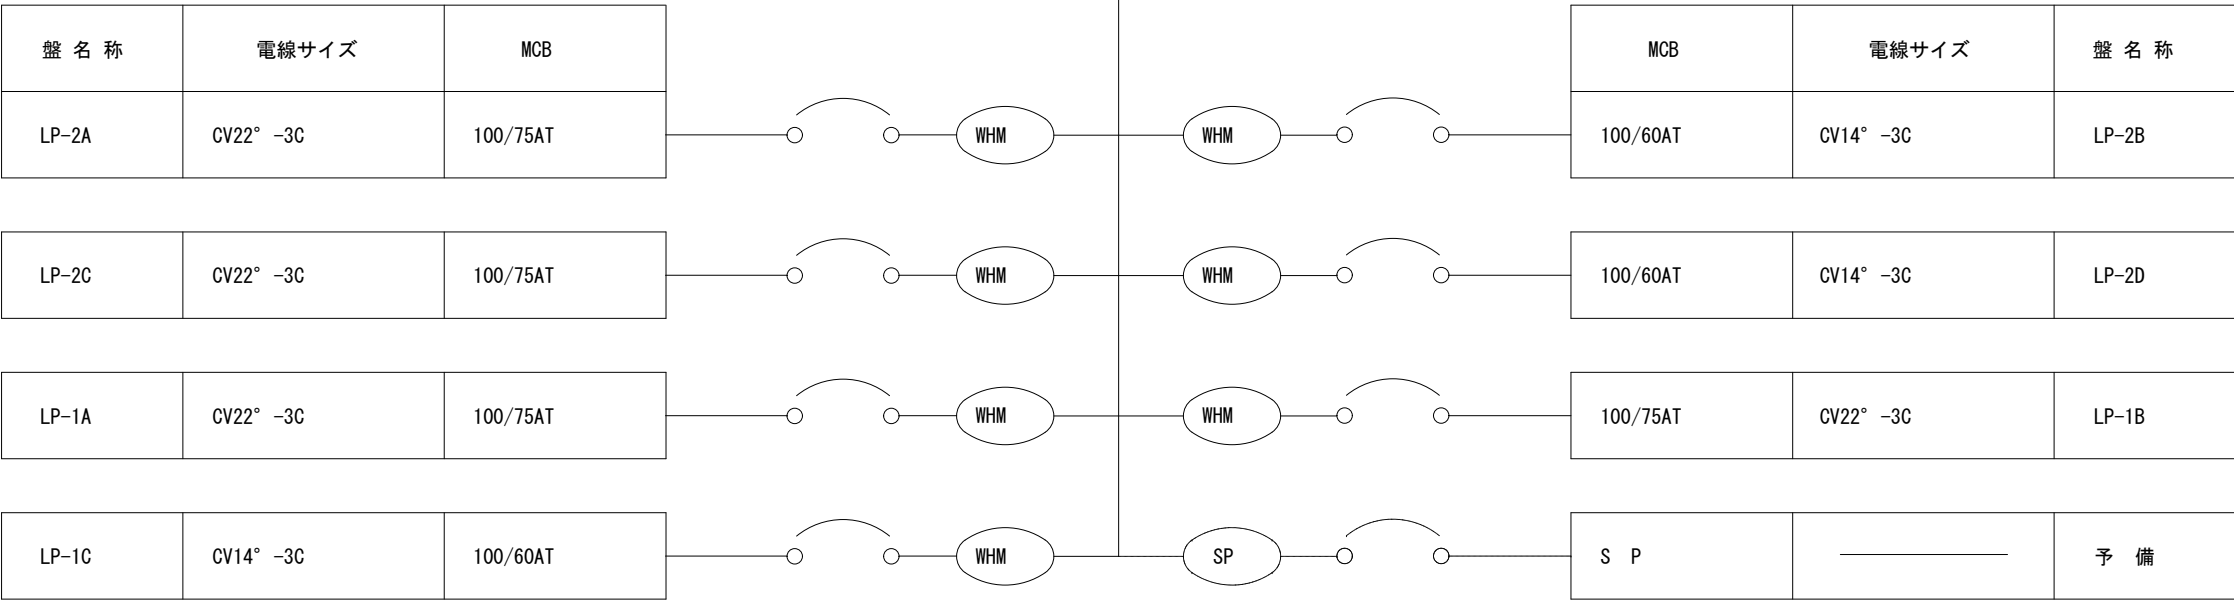 盤 名 称 電線サイズ MCB MCB 電線サイズ 盤 名 称
LP-2A CV22° -3C 100/75AT WHM WHM 100/60AT CV14° -3C LP-2B
LP-2C CV22° -3C 100/75AT WHM WHM 100/60AT CV14° -3C LP-2D
LP-1A CV22° -3C 100/75AT WHM WHM 100/75AT CV22° -3C LP-1B
LP-1C CV14° -3C 100/60AT WHM SP S P 予 備